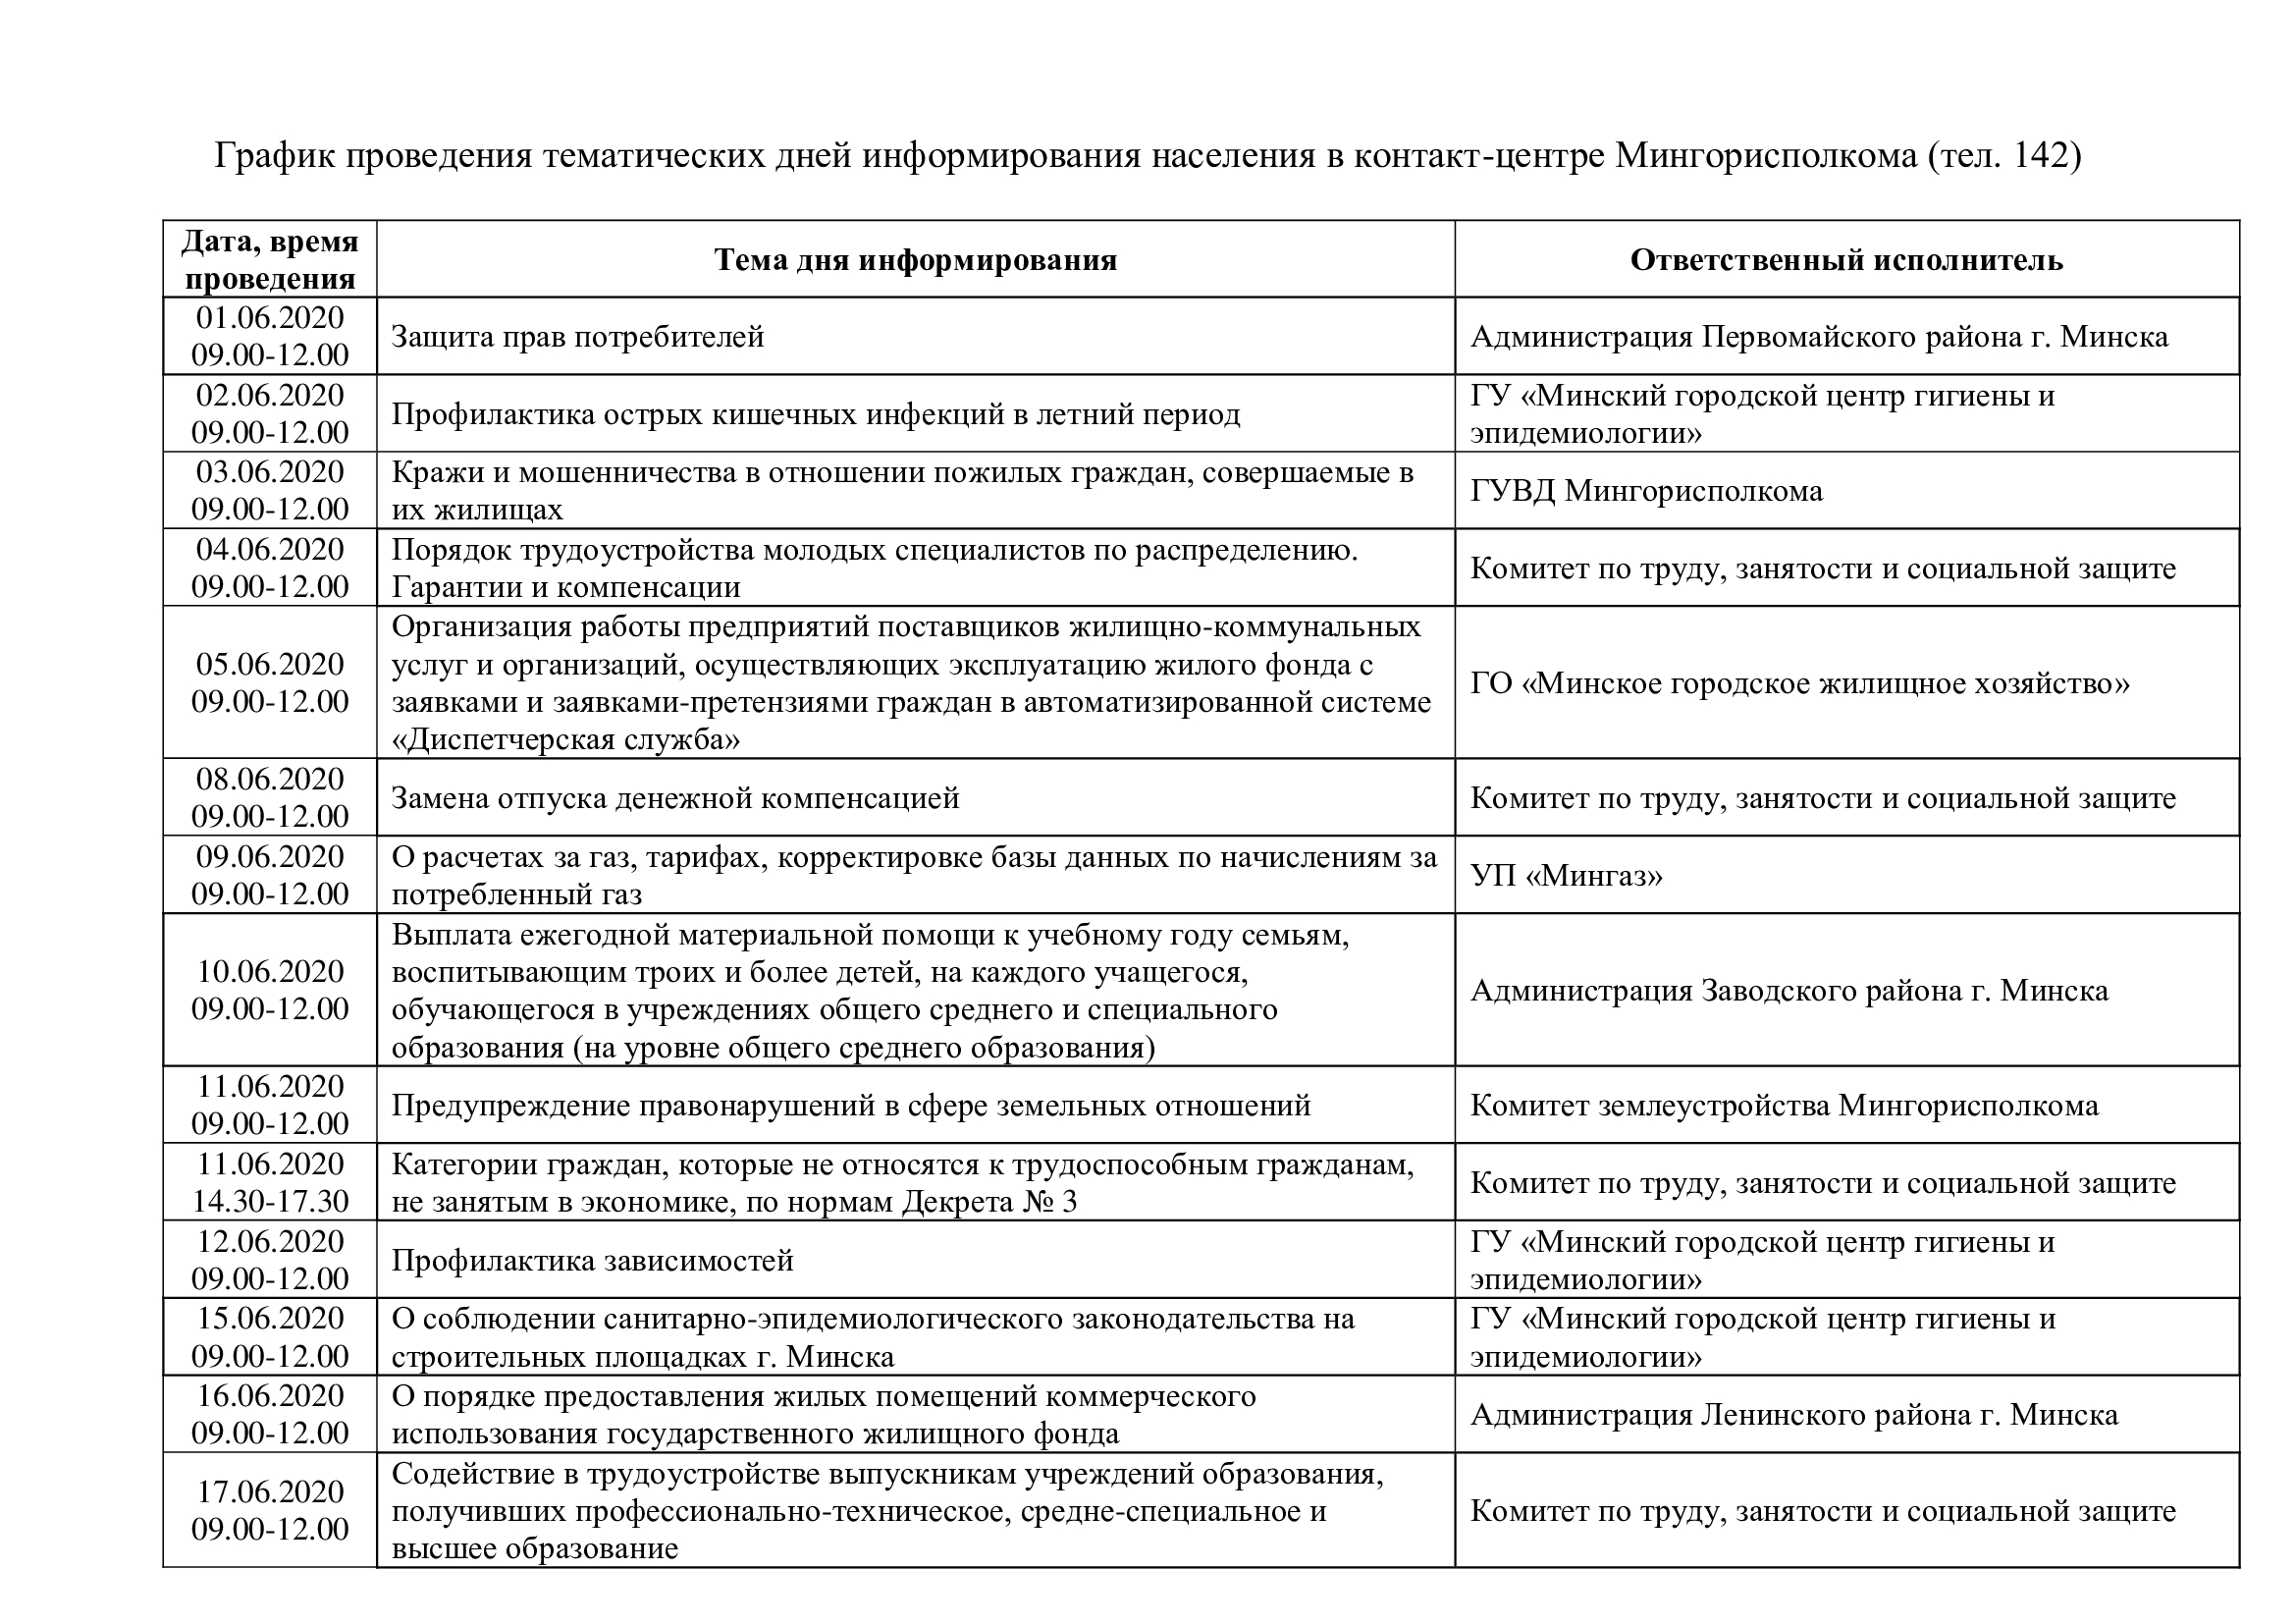 График проведения тематических дней информирования населения в контакт-центре Мингорисполкома (тел. 142)
Дата, время
проведения
Тема дня информирования
Ответственный исполнитель
01.06.2020
09.00-12.00
Защита прав потребителей
Администрация Первомайского района г. Минска
02.06.2020
09.00-12.00
Профилактика острых кишечных инфекций в летний период
ГУ «Минский городской центр гигиены и
эпидемиологии»
03.06.2020
09.00-12.00
Кражи и мошенничества в отношении пожилых граждан, совершаемые в
их жилищах
ГУВД Мингорисполкома
04.06.2020
09.00-12.00
Порядок трудоустройства молодых специалистов по распределению.
Гарантии и компенсации
Комитет по труду, занятости и социальной защите
05.06.2020
09.00-12.00
Организация работы предприятий поставщиков жилищно-коммунальных
услуг и организаций, осуществляющих эксплуатацию жилого фонда с
заявками и заявками-претензиями граждан в автоматизированной системе
«Диспетчерская служба»
ГО «Минское городское жилищное хозяйство»
08.06.2020
09.00-12.00
Замена отпуска денежной компенсацией
Комитет по труду, занятости и социальной защите
09.06.2020
09.00-12.00
О расчетах за газ, тарифах, корректировке базы данных по начислениям за
потребленный газ
УП «Мингаз»
10.06.2020
09.00-12.00
Выплата ежегодной материальной помощи к учебному году семьям,
воспитывающим троих и более детей, на каждого учащегося,
обучающегося в учреждениях общего среднего и специального
образования (на уровне общего среднего образования)
Администрация Заводского района г. Минска
11.06.2020
09.00-12.00
Предупреждение правонарушений в сфере земельных отношений
Комитет землеустройства Мингорисполкома
11.06.2020
14.30-17.30
Категории граждан, которые не относятся к трудоспособным гражданам,
не занятым в экономике, по нормам Декрета № 3
Комитет по труду, занятости и социальной защите
12.06.2020
09.00-12.00
Профилактика зависимостей
ГУ «Минский городской центр гигиены и
эпидемиологии»
15.06.2020
09.00-12.00
О соблюдении санитарно-эпидемиологического законодательства на
строительных площадках г. Минска
ГУ «Минский городской центр гигиены и
эпидемиологии»
16.06.2020
09.00-12.00
О порядке предоставления жилых помещений коммерческого
использования государственного жилищного фонда
Администрация Ленинского района г. Минска
17.06.2020
09.00-12.00
Содействие в трудоустройстве выпускникам учреждений образования,
получивших профессионально-техническое, средне-специальное и
высшее образование
Комитет по труду, занятости и социальной защите